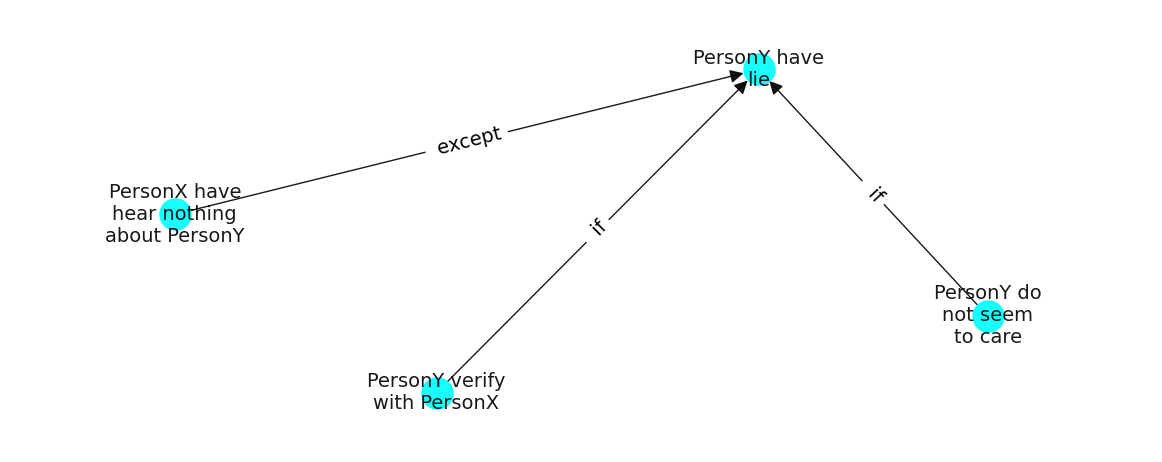 PersonY have
lie
except
PersonX have
hear nothing
about PersonY
if
if
PersonY do
not seem
to care
PersonY verify
with PersonX